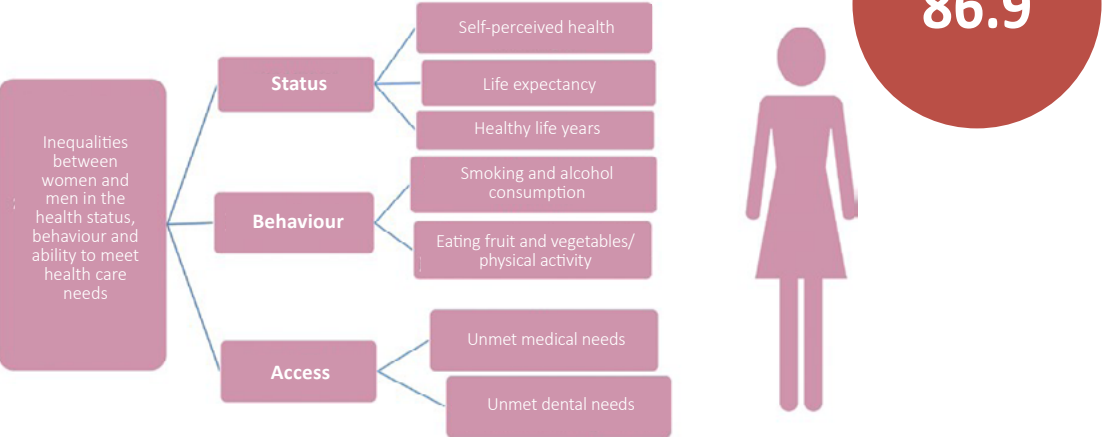 86.9
Self-perceived health
Status
Life expectancy
Healthy life years
Inequalities
between
women and
men in the
health status,
behaviour and
ability to meet
health care
needs
;
Smoking and alcohol
consumption
Behaviour
Eating fruit and vegetables/
physical activity
Unmet medical needs
Access
Unmet dental needs